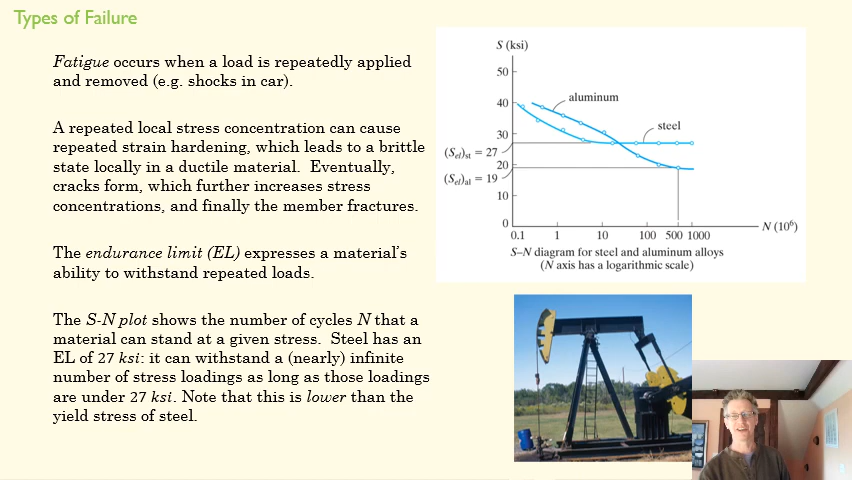 Types of Failure
Fatigue occurs when a load is repeatedly applied
and removed (e.g. shocks in car).
A repeated local stress concentration can cause
repeated strain hardening, which leads to a brittle
state locally in a ductile material. Eventually,
cracks form, which further increases stress
concentrations, and finally the member fractures.
The endurance limit (EL) expresses a material's
ability to withstand repeated loads.
The S-N plot shows the number of cycles N that a
material can stand at a given stress. Steel has an
EL of 27 ksi: it can withstand a (nearly) infinite
number of stress loadings as long as those loadings
are under 27 ksi. Note that this is lower than the
yield stress of steel.
S (ksi)
50
40
aluminum
steel
30
(Sel)st = 27
20
(Sel)al = 19
10
0
N (10⁶)
0.1 1 10 100 500 1000
S–N diagram for steel and aluminum alloys
(N axis has a logarithmic scale)